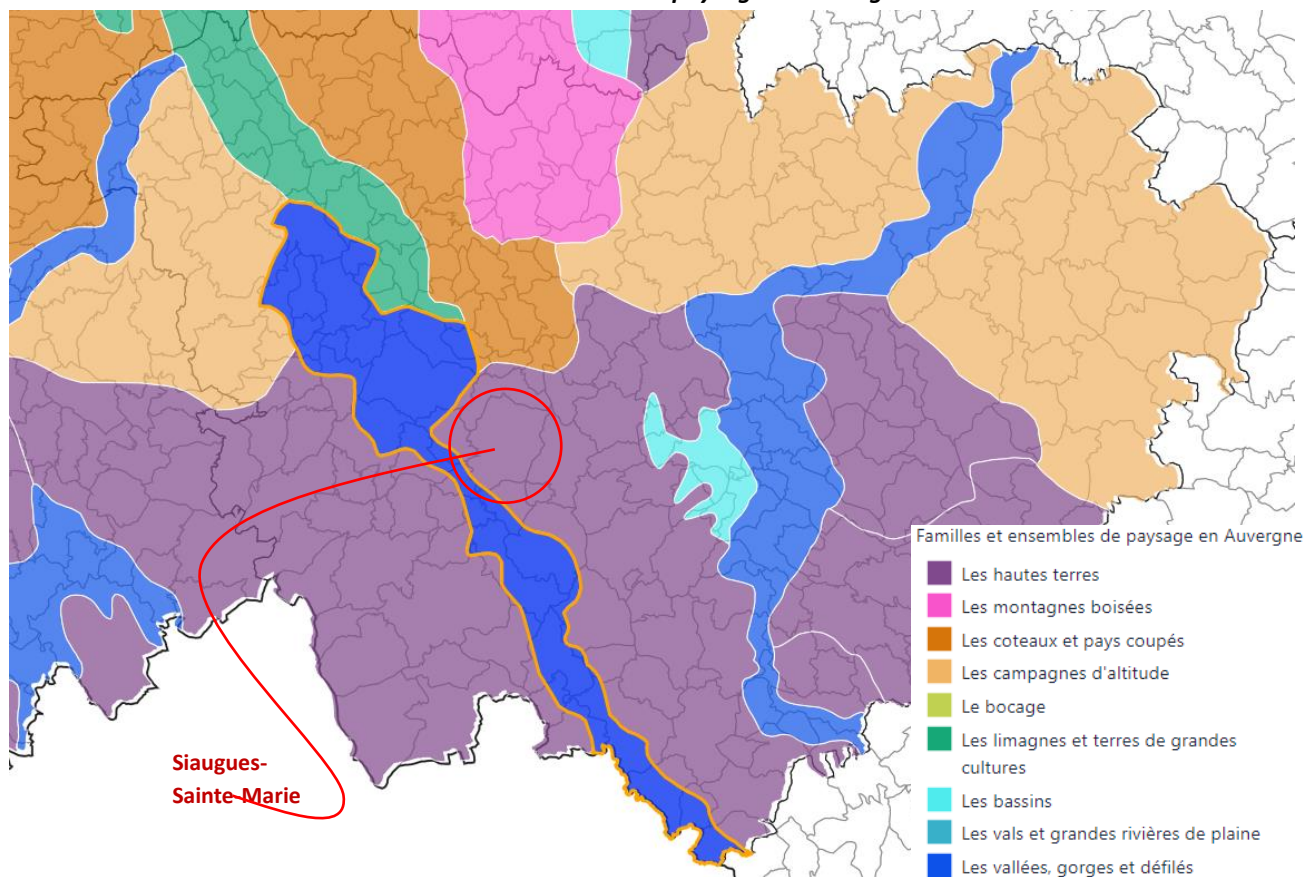 Familles et ensembles de paysage en Auvergne
Les hautes terres
Les montagnes boisées
Les coteaux et pays coupés
Les campagnes d'altitude
Le bocage
Les limagnes et terres de grandes
cultures
Les bassins
Les vals et grandes rivières de plaine
Les vallées, gorges et défilés
Siaugues-
Sainte-Marie